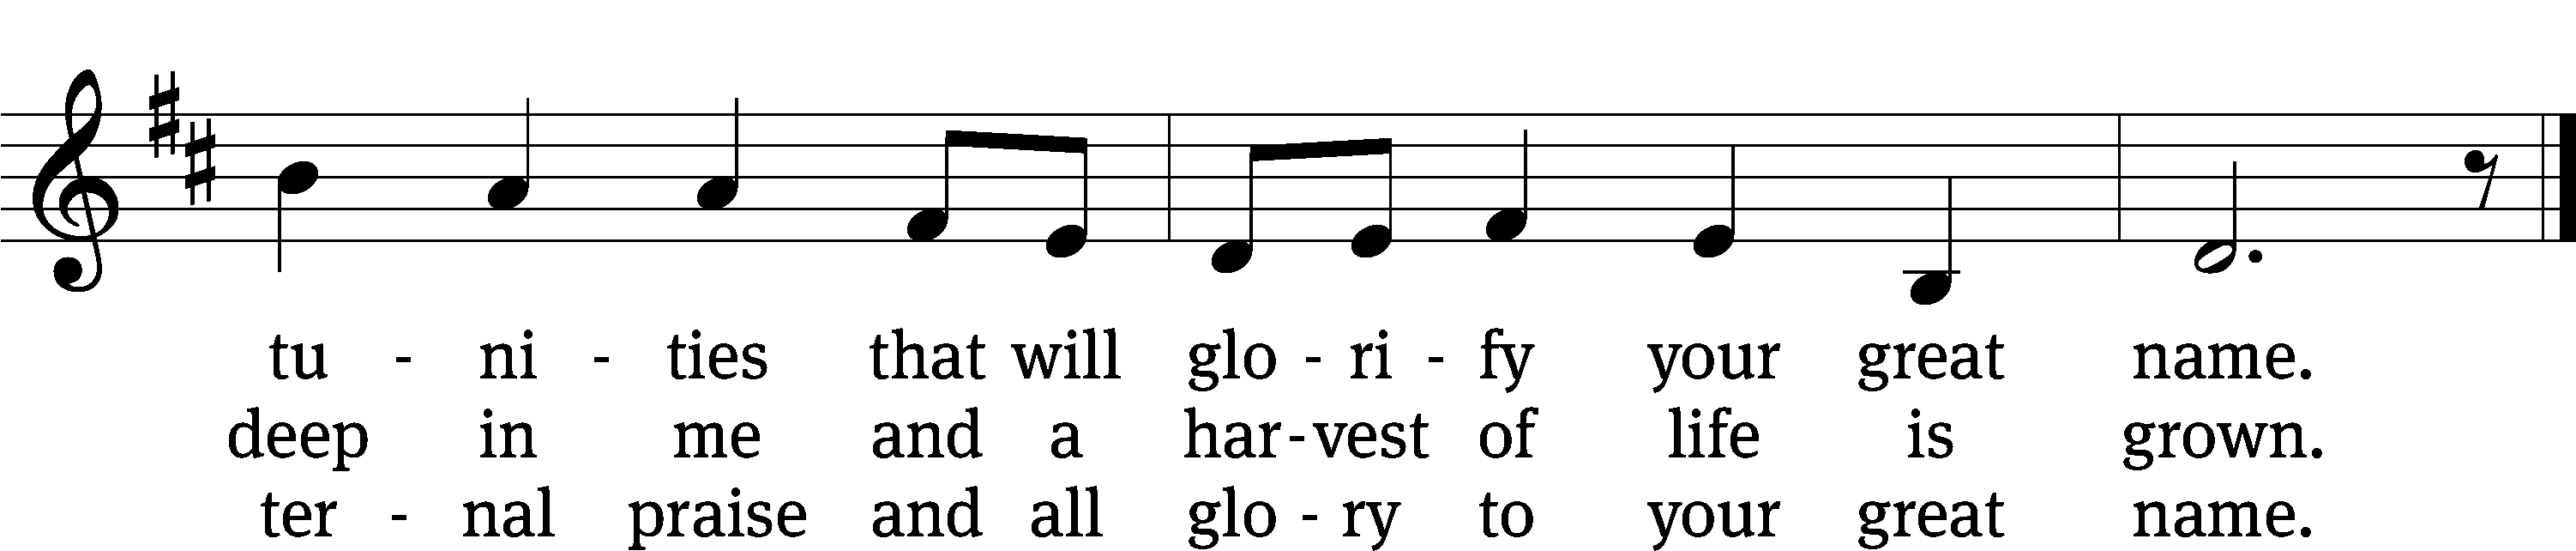 tu - ni - ties that will glo - ri - fy your great name.
deep in me and a har - vest of life is grown.
ter - nal praise and all glo - ry to your great name.